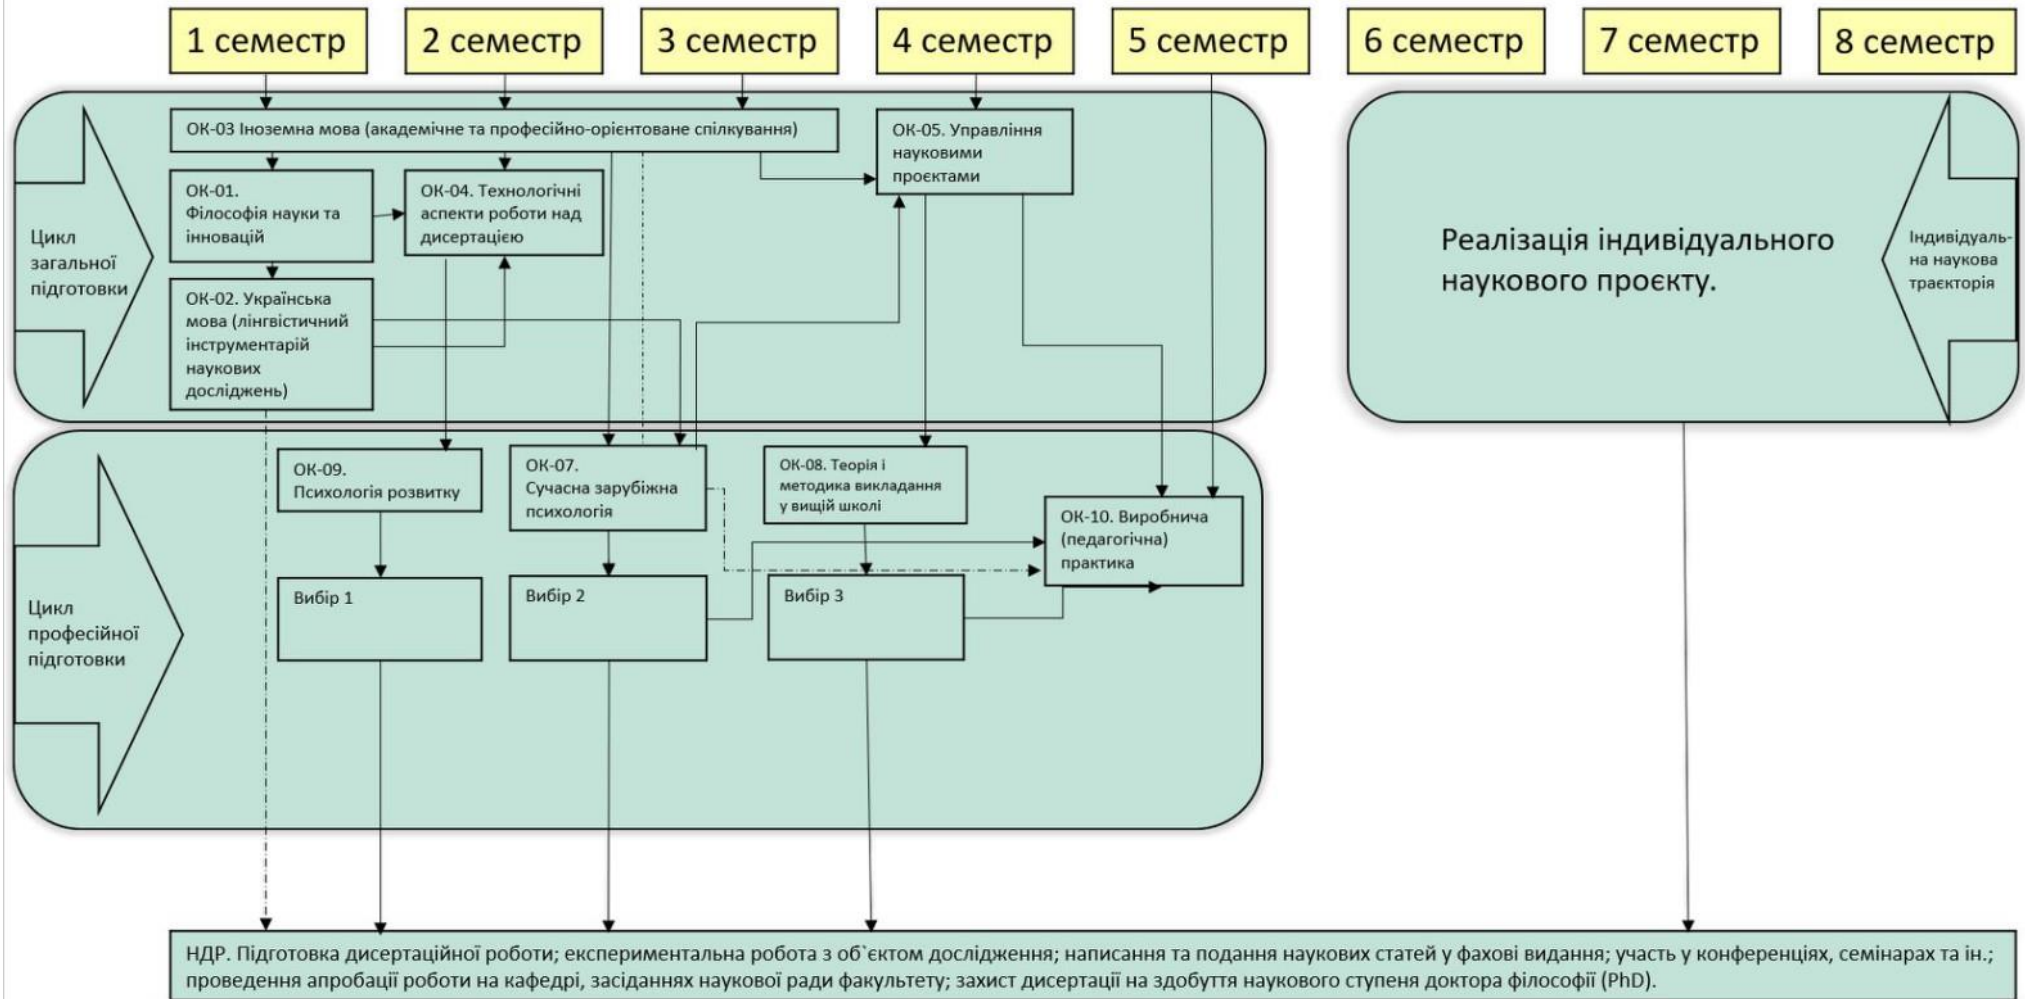 1 семестр
2 семестр
3 семестр
4 семестр
5 семестр
6 семестр
7 семестр
8 семестр
ОК-03 Іноземна мова (академічне та професійно-орієнтоване спілкування)
ОК-05. Управління
науковими
проєктами
ОК-01.
Філософія науки та
інновацій
ОК-04. Технологічні
аспекти роботи над
дисертацією
Цикл
загальної
підготовки
ОК-02. Українська
мова (лінгвістичний
інструментарій
наукових
досліджень)
Реалізація індивідуального
наукового проєкту.
Індивідуаль-
на наукова
траєкторія
ОК-09.
Психологія розвитку
ОК-07.
Сучасна зарубіжна
психологія
ОК-08. Теорія і
методика викладання
у вищій школі
ОК-10. Виробнича
(педагогічна)
практика
Цикл
професійної
підготовки
Вибір 1
Вибір 2
Вибір 3
НДР. Підготовка дисертаційної роботи; експериментальна робота з об`єктом дослідження; написання та подання наукових статей у фахові видання; участь у конференціях, семінарах та ін.;
проведення апробації роботи на кафедрі, засіданнях наукової ради факультету; захист дисертації на здобуття наукового ступеня доктора філософії (PhD).